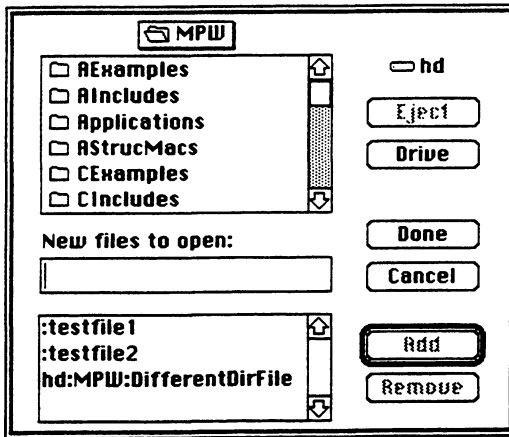 MPW
AExamples
AIncludes
Applications
AStrucMacs
CExamples
CIncludes
hd
Eject
Drive
New files to open:
Done
Cancel
:testfile1
:testfile2
hd:MPW:DifferentDirFile
Add
Remove